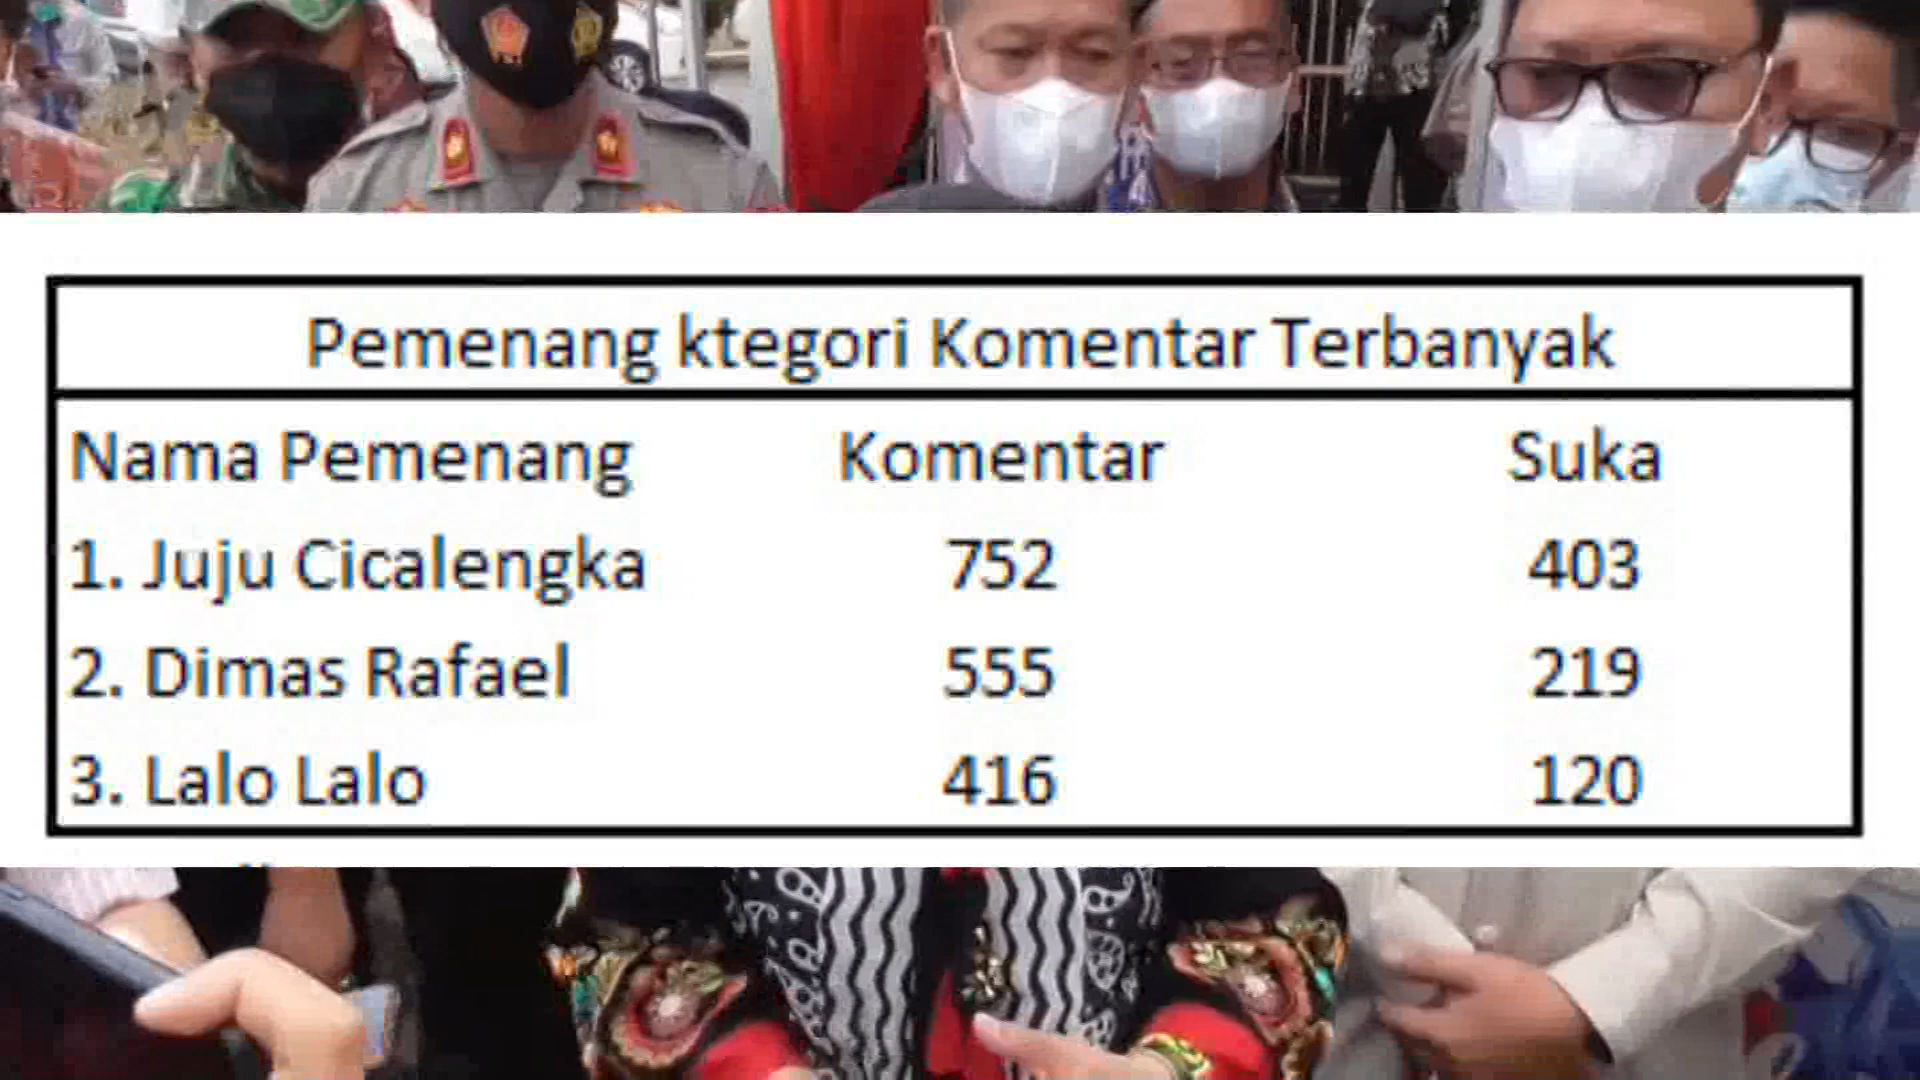 Pemenang ktegori Komentar Terbanyak
Nama Pemenang Komentar Suka
1. Juju Cicalengka 752 403
2. Dimas Rafael 555 219
3. Lalo Lalo 416 120